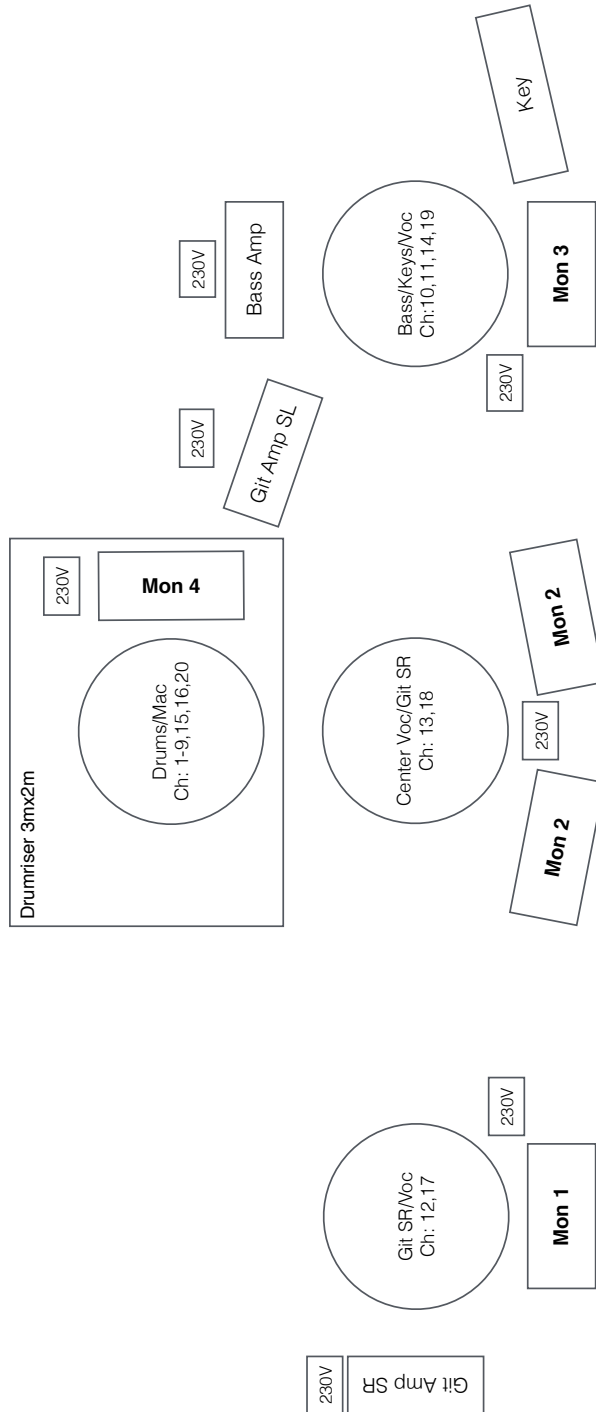 Drumriser 3mx2m
230V
Drums/Mac
Ch: 1-9,15,16,20
Mon 4
230V
230V
Git Amp SL
Bass Amp
230V
Git Amp SR
Git SR/Voc
Ch: 12,17
Center Voc/Git SR
Ch: 13,18
Bass/Keys/Voc
Ch:10,11,14,19
Key
230V
230V
230V
Mon 1
Mon 2
Mon 2
Mon 3